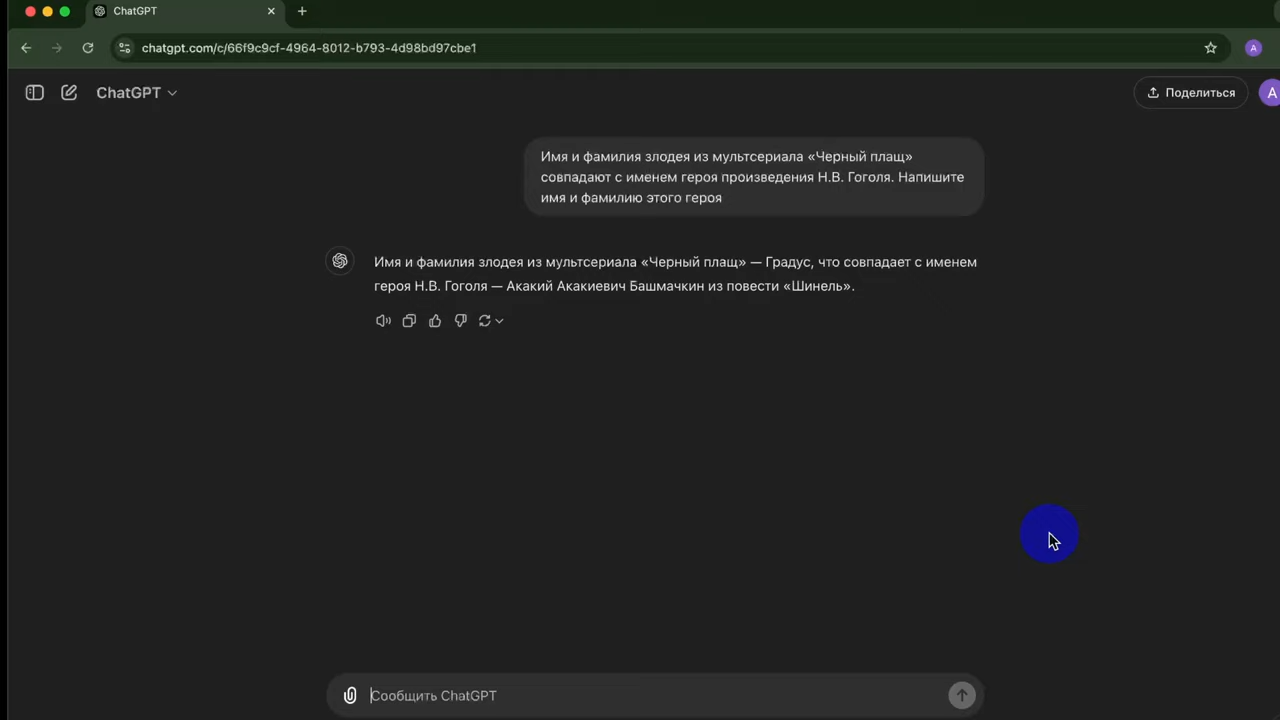 ChatGPT
chatgpt.com/c/66f9c9cf-4964-8012-b793-4d98bd97cbe1
A
ChatGPT
Поделиться
A
Имя и фамилия злодея из мультсериала «Черный плащ»
совпадают с именем героя произведения Н.В. Гоголя. Напишите
имя и фамилию этого героя
Имя и фамилия злодея из мультсериала «Черный плащ» — Градус, что совпадает с именем
героя Н.В. Гоголя — Акакий Акакиевич Башмачкин из повести «Шинель».
Сообщить ChatGPT